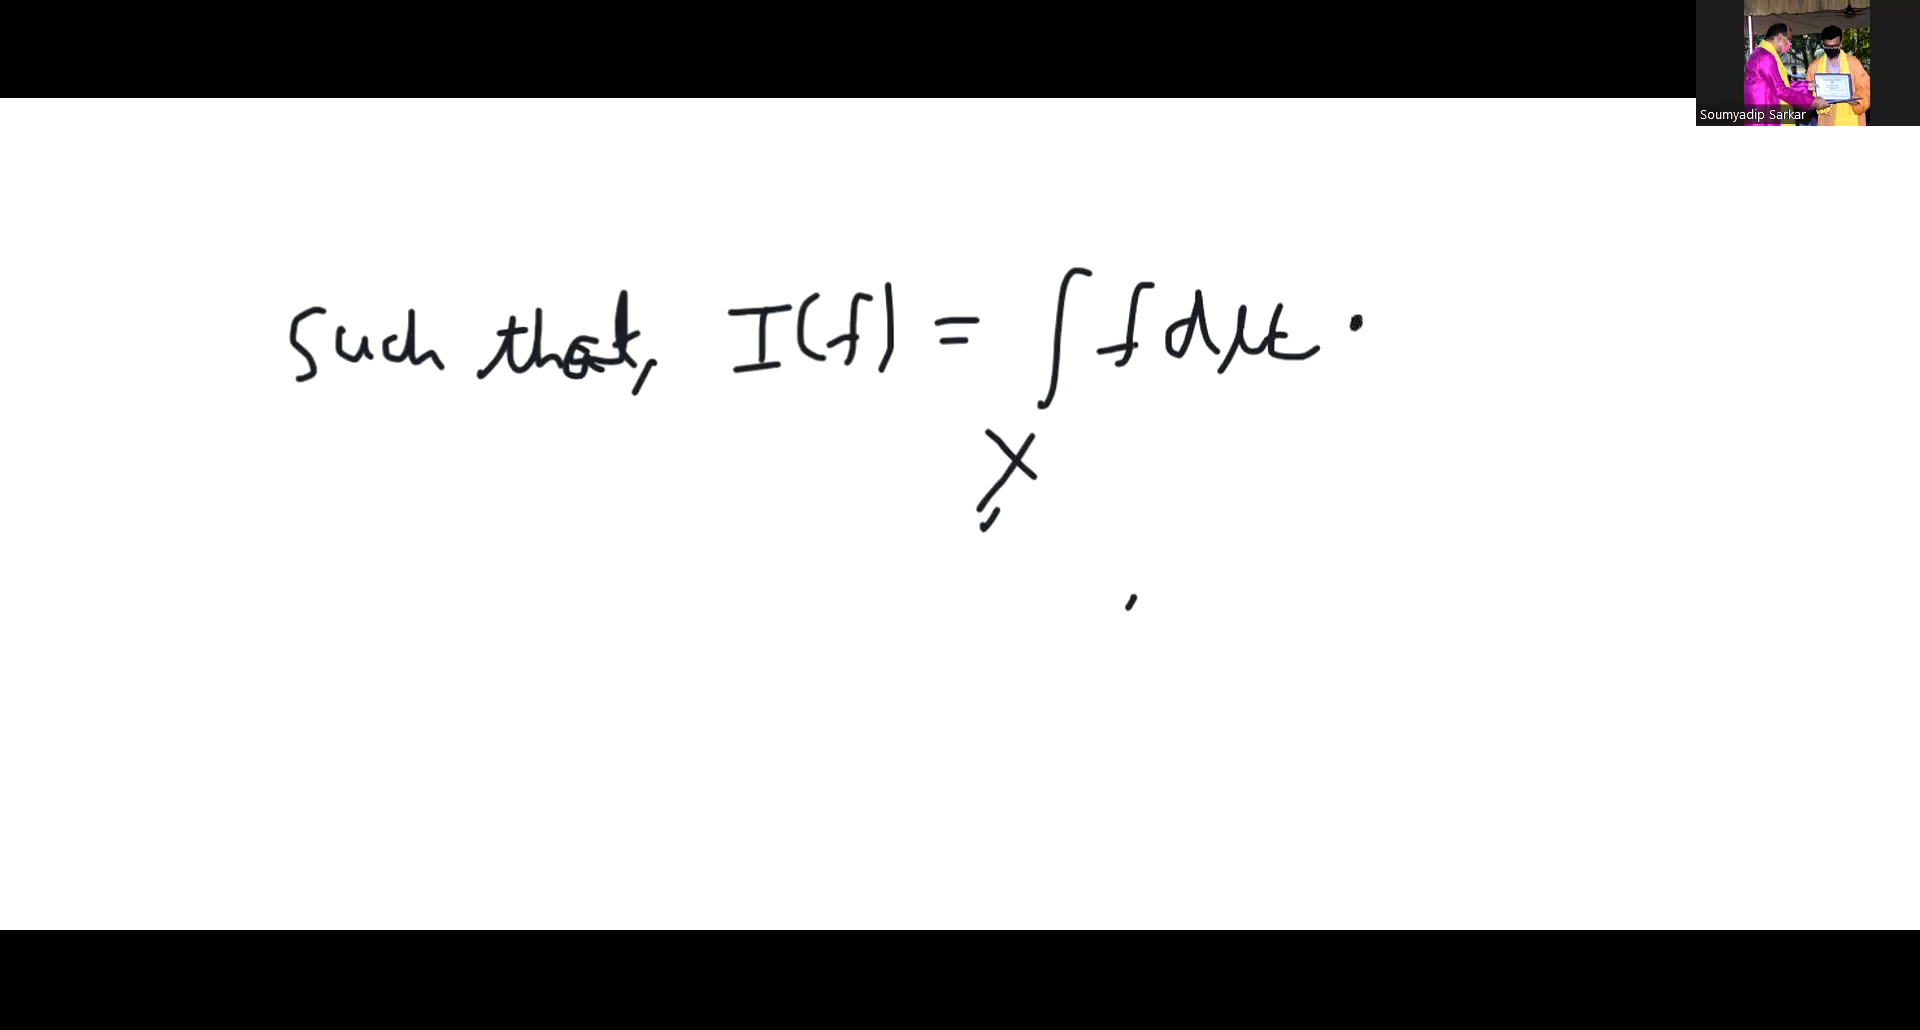 Soumyadip Sarkar
Such that, I(f) = ∫ f dμ.
X